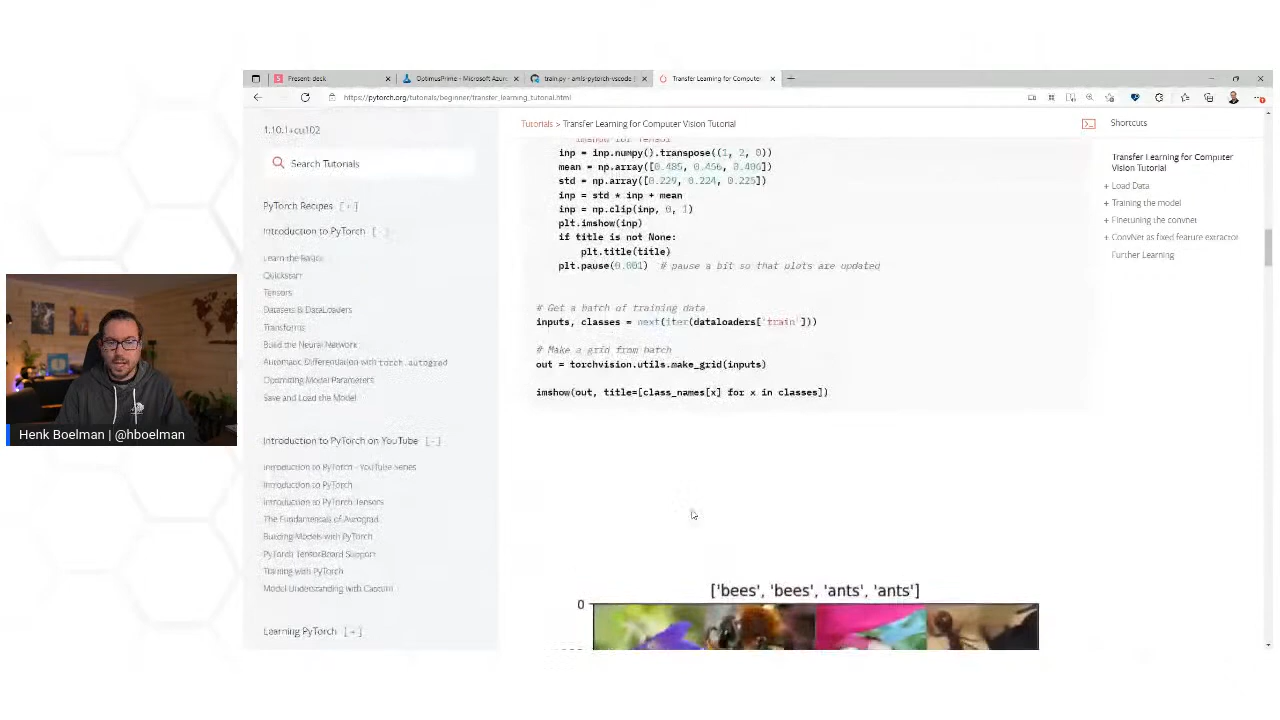 Present: deck
OptimusPrime - Microsoft Azure
train.py - amls-pytorch-vscode [
Transfer Learning for Computer
https://pytorch.org/tutorials/beginner/transfer_learning_tutorial.html
1.10.1+cu102
Search Tutorials
PyTorch Recipes [ + ]
Introduction to PyTorch [ - ]
Learn the Basics
Quickstart
Tensors
Datasets & DataLoaders
Transforms
Build the Neural Network
Automatic Differentiation with torch.autograd
Optimizing Model Parameters
Save and Load the Model
Introduction to PyTorch on YouTube [ - ]
Introduction to PyTorch - YouTube Series
Introduction to PyTorch
Introduction to PyTorch Tensors
The Fundamentals of Autograd
Building Models with PyTorch
PyTorch TensorBoard Support
Training with PyTorch
Model Understanding with Captum
Learning PyTorch [ + ]
Tutorials > Transfer Learning for Computer Vision Tutorial
imshow for Tensor
inp = inp.numpy().transpose((1, 2, 0))
mean = np.array([0.485, 0.456, 0.406])
std = np.array([0.229, 0.224, 0.225])
inp = std * inp + mean
inp = np.clip(inp, 0, 1)
plt.imshow(inp)
if title is not None:
plt.title(title)
plt.pause(0.001) # pause a bit so that plots are updated
# Get a batch of training data
inputs, classes = next(iter(dataloaders['train']))
# Make a grid from batch
out = torchvision.utils.make_grid(inputs)
imshow(out, title=[class_names[x] for x in classes])
['bees', 'bees', 'ants', 'ants']
0
Shortcuts
Transfer Learning for Computer
Vision Tutorial
+ Load Data
+ Training the model
+ Finetuning the convnet
+ ConvNet as fixed feature extractor
Further Learning
Henk Boelman | @hboelman